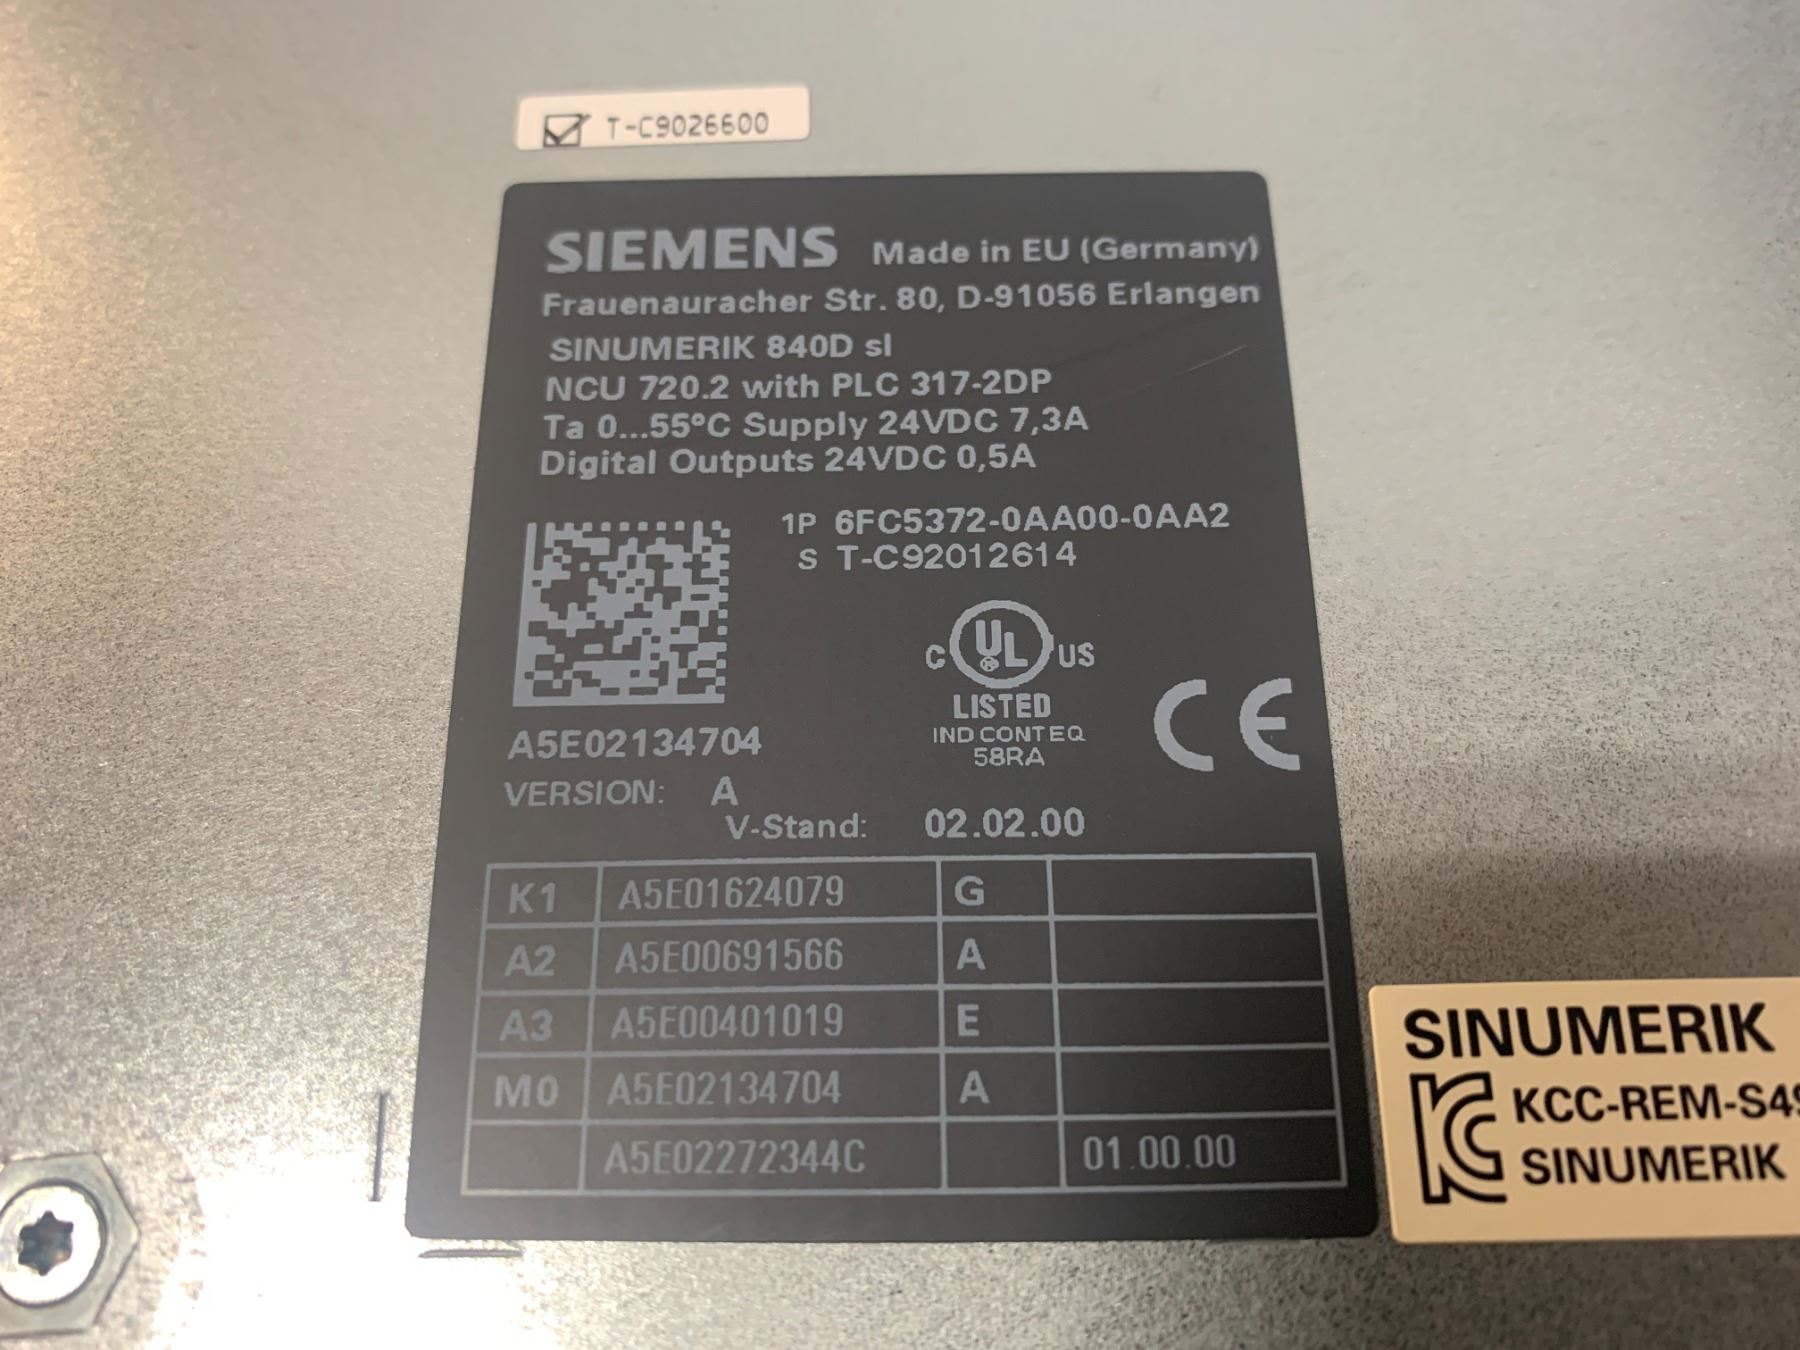 T-C9026600
SIEMENS Made in EU (Germany)
Frauenauracher Str. 80, D-91056 Erlangen
SINUMERIK 840D sl
NCU 720.2 with PLC 317-2DP
Ta 0...55°C Supply 24VDC 7,3A
Digital Outputs 24VDC 0,5A
1P 6FC5372-0AA00-0AA2
S T-C92012614
C UL ® US
LISTED
IND CONT EQ
58RA
CE
A5E02134704
VERSION: A
V-Stand: 02.02.00
K1 A5E01624079 G
A2 A5E00691566 A
A3 A5E00401019 E
M0 A5E02134704 A
A5E02272344C 01.00.00
SINUMERIK
KCC-REM-S49
SINUMERIK